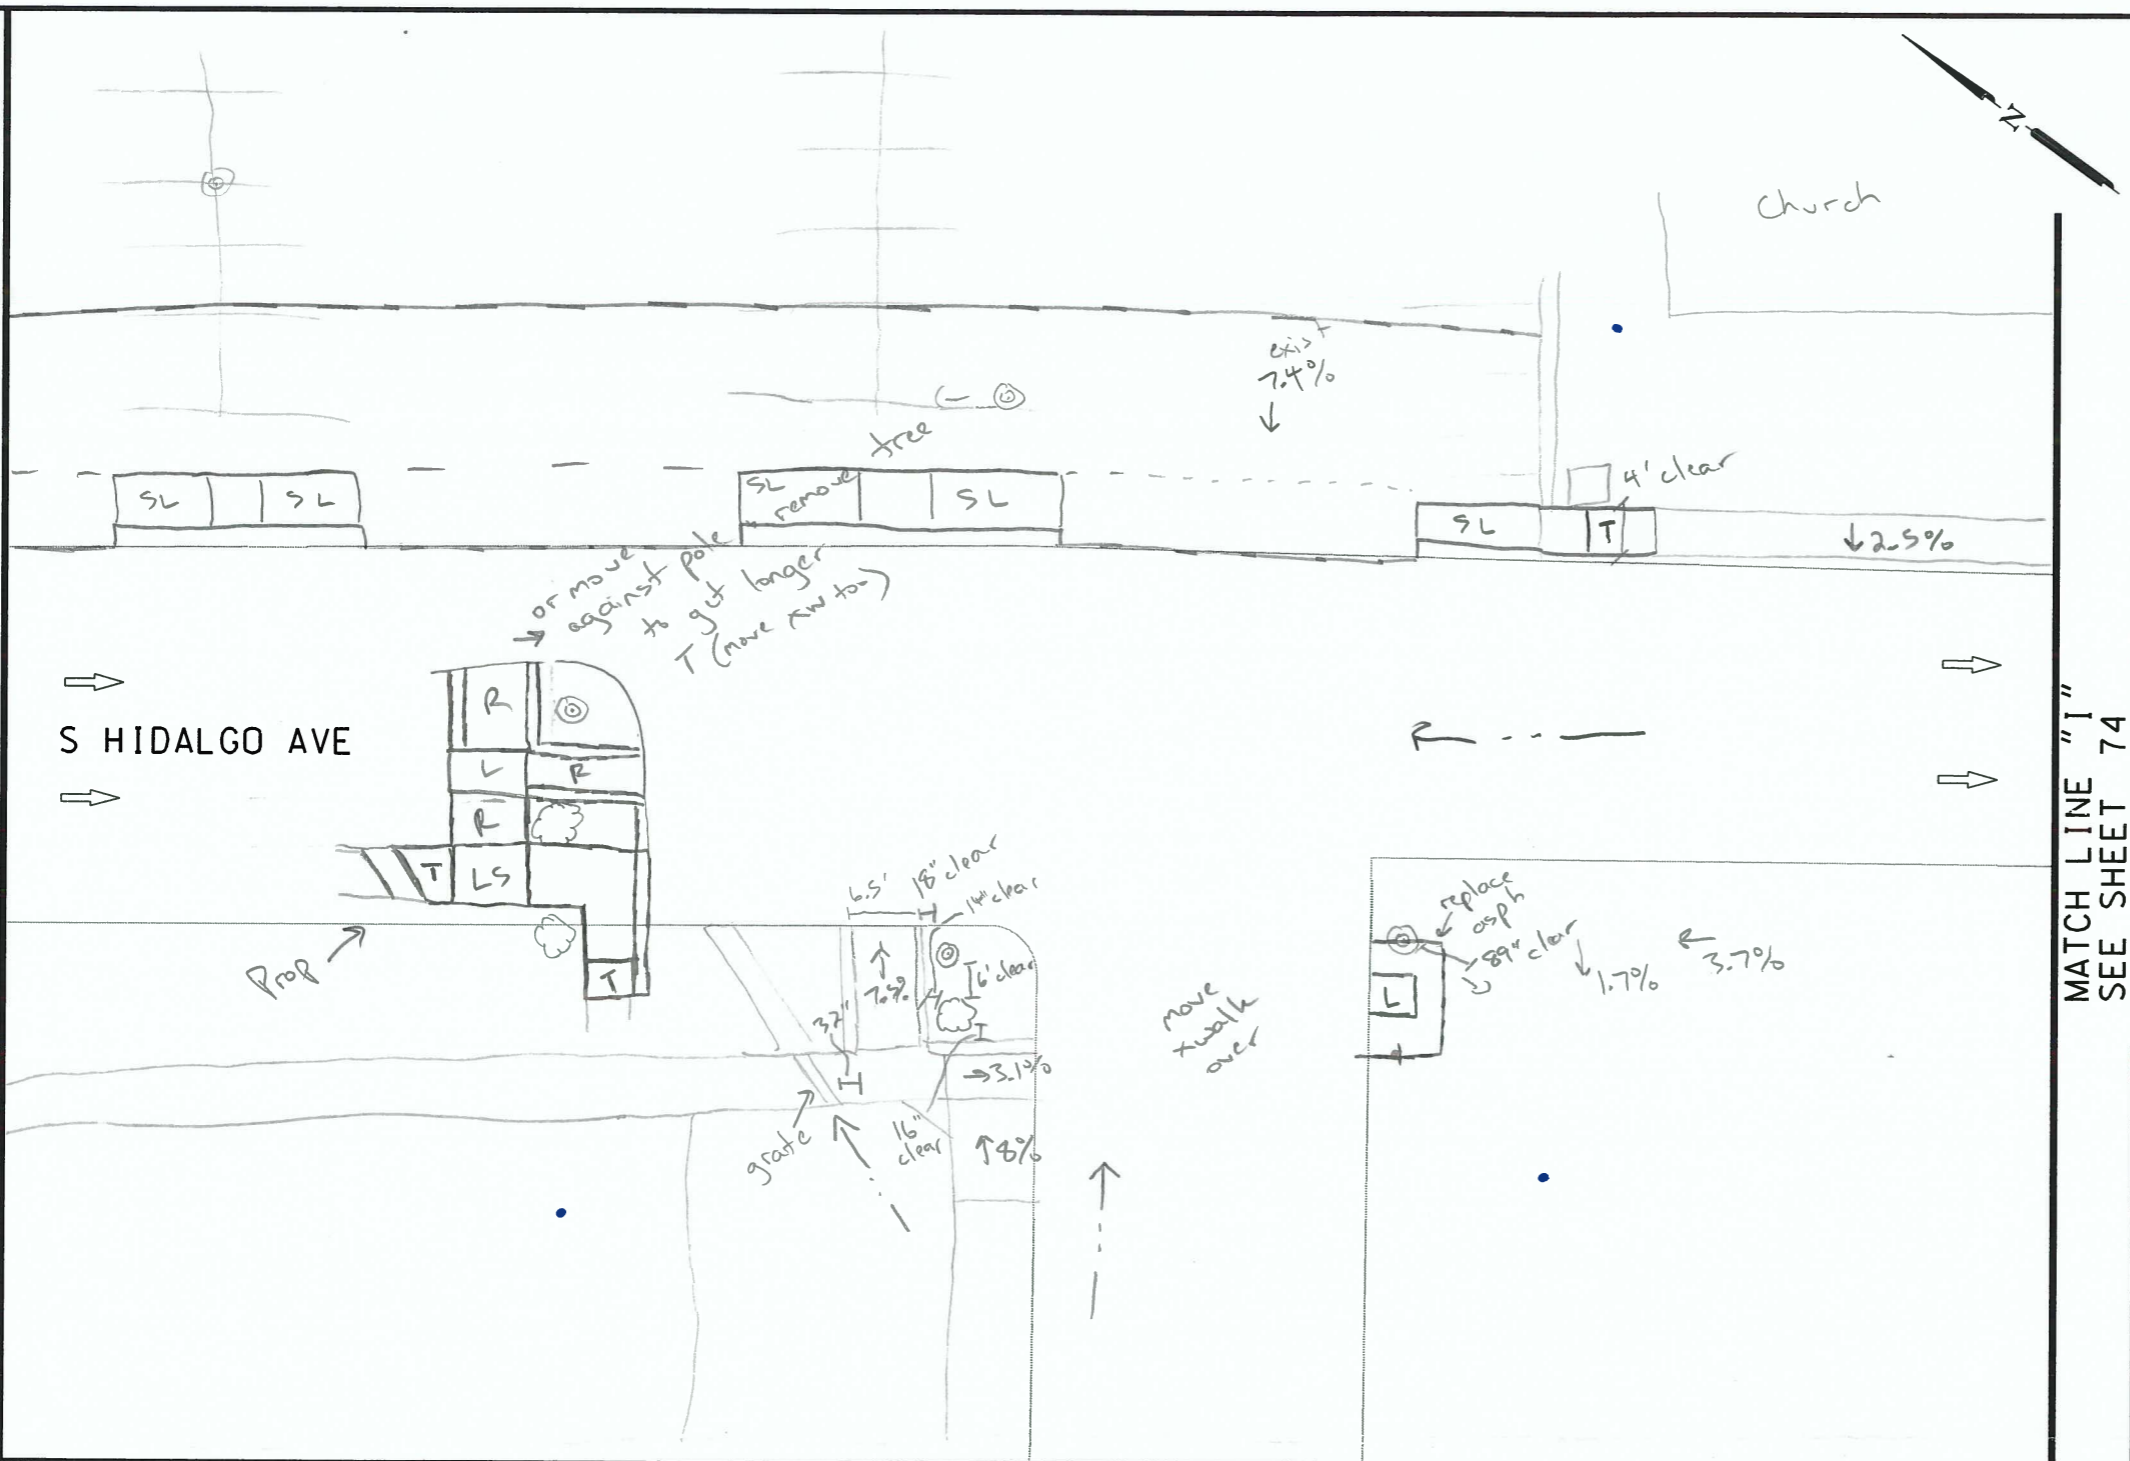 N
Church
exist
7.4%
tree
SL
SL
SL
remove
SL
4' clear
SL
T
2.5%
or move
against pole
to get longer
T (move xw too)
R
S HIDALGO AVE
L
R
R
T
LS
6.5'
18" clear
14" clear
replace
asph
89" clear
1.7%
3.7%
Prop
T
7.5%
6' clear
L
32"
move
xwalk
over
3.1%
grate
16"
clear
8%
MATCH LINE "I"
SEE SHEET 74